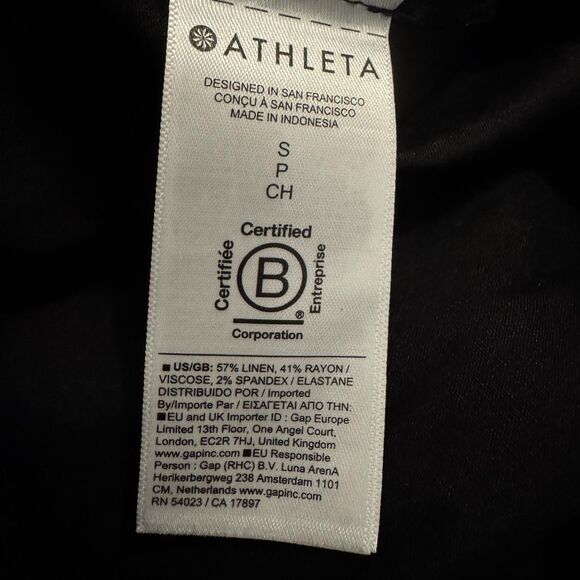 ATHLETA
DESIGNED IN SAN FRANCISCO
CONÇU À SAN FRANCISCO
MADE IN INDONESIA
S
P
CH
Certified
Certifiée
B
Entreprise
®
Corporation
■ US/GB: 57% LINEN, 41% RAYON /
VISCOSE, 2% SPANDEX / ELASTANE
DISTRIBUIDO POR / Imported
By/Importe Par / ΕΙΣΑΓΕΤΑΙ ΑΠΟ ΤΗΝ:
■EU and UK Importer ID : Gap Europe
Limited 13th Floor, One Angel Court,
London, EC2R 7HJ, United Kingdom
www.gapinc.com ■EU Responsible
Person : Gap (RHC) B.V. Luna ArenA
Herikerbergweg 238 Amsterdam 1101
CM, Netherlands www.gapinc.com
RN 54023 / CA 17897